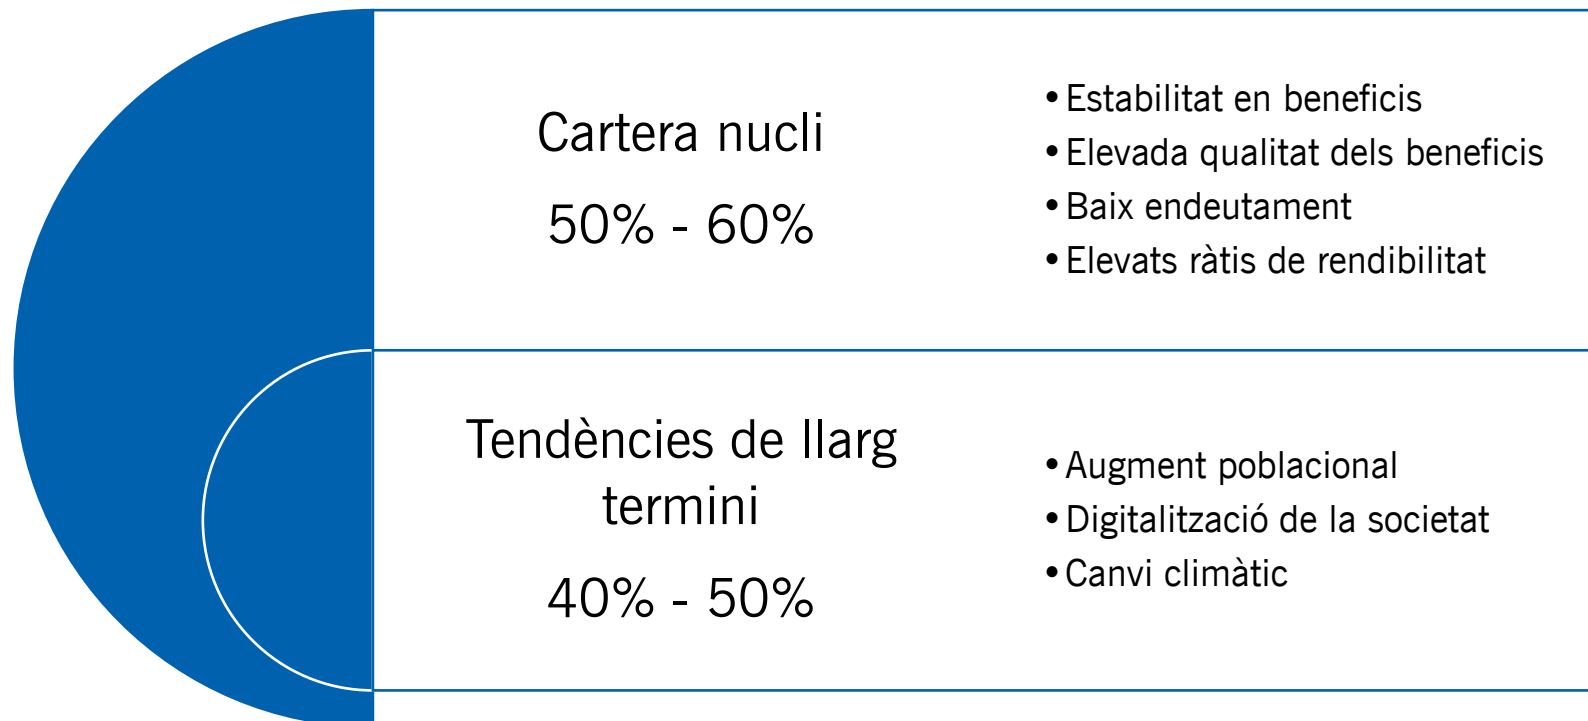 Cartera nucli
50% - 60%
• Estabilitat en beneficis
• Elevada qualitat dels beneficis
• Baix endeutament
• Elevats ràtis de rendibilitat
Tendències de llarg
termini
40% - 50%
• Augment poblacional
• Digitalització de la societat
• Canvi climàtic